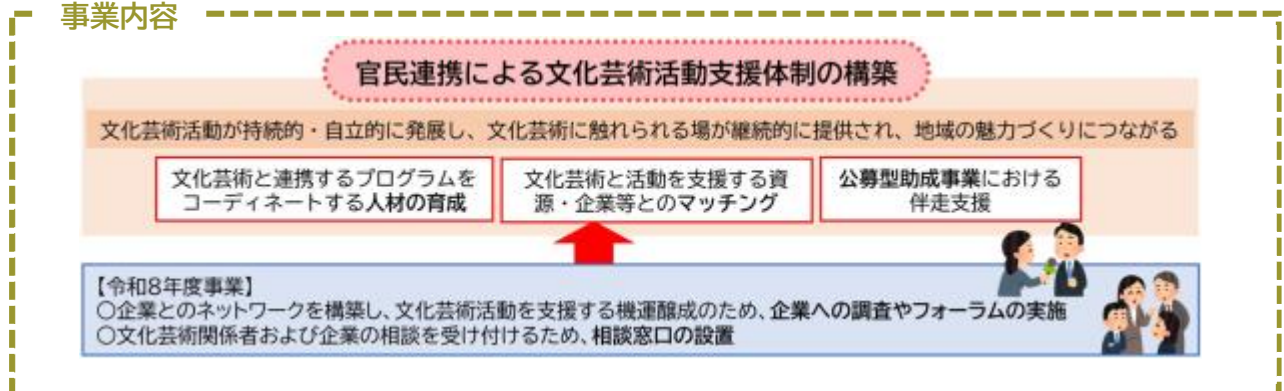 事業内容
官民連携による文化芸術活動支援体制の構築
文化芸術活動が持続的・自立的に発展し、文化芸術に触れられる場が継続的に提供され、地域の魅力づくりにつながる
文化芸術と連携するプログラムを
コーディネートする人材の育成
文化芸術と活動を支援する資
源・企業等とのマッチング
公募型助成事業における
伴走支援
【令和8年度事業】
○企業とのネットワークを構築し、文化芸術活動を支援する機運醸成のため、企業への調査やフォーラムの実施
○文化芸術関係者および企業の相談を受け付けるため、相談窓口の設置